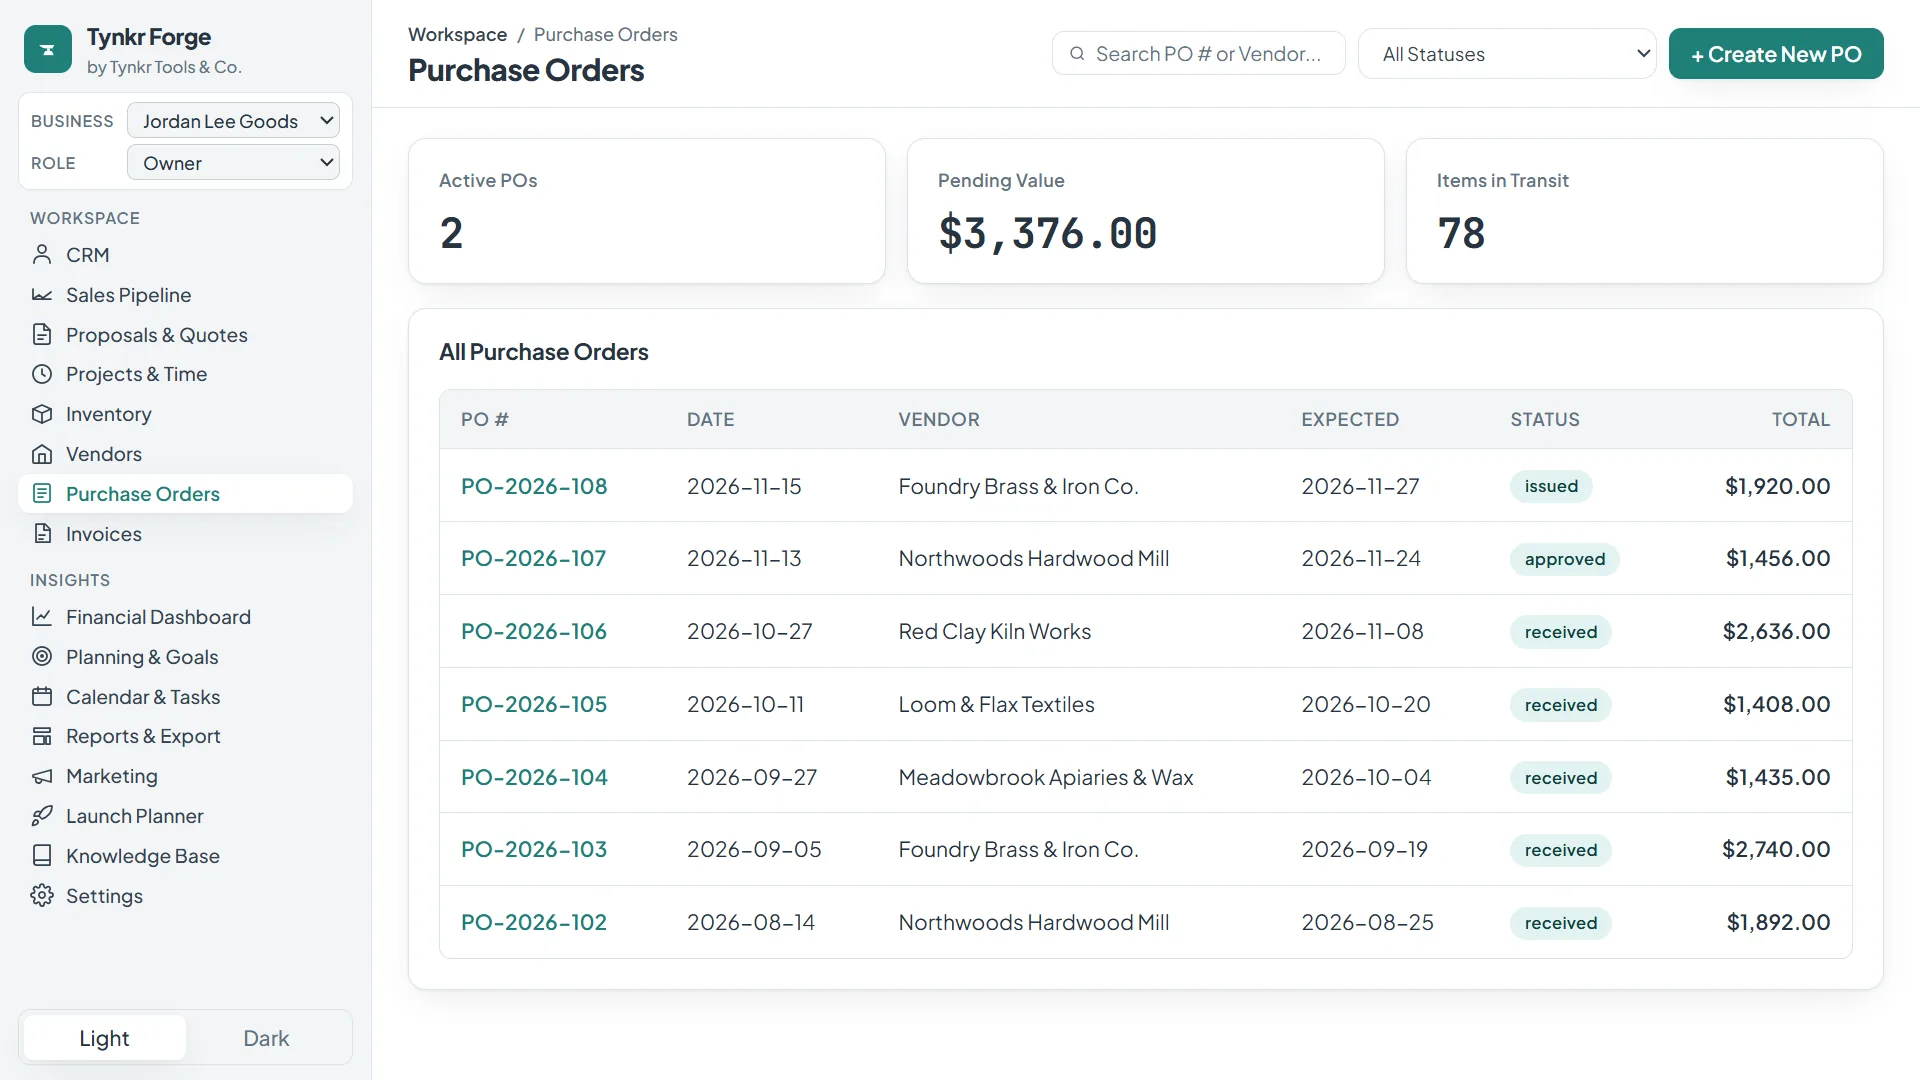 Tynkr Forge
by Tynkr Tools & Co.
BUSINESS Jordan Lee Goods
ROLE Owner
WORKSPACE
CRM
Sales Pipeline
Proposals & Quotes
Projects & Time
Inventory
Vendors
Purchase Orders
Invoices
INSIGHTS
Financial Dashboard
Planning & Goals
Calendar & Tasks
Reports & Export
Marketing
Launch Planner
Knowledge Base
Settings
Light Dark
Workspace / Purchase Orders
Purchase Orders
Search PO # or Vendor...
All Statuses
+ Create New PO
Active POs
2
Pending Value
$3,376.00
Items in Transit
78
All Purchase Orders
PO # DATE VENDOR EXPECTED STATUS TOTAL
PO-2026-108 2026-11-15 Foundry Brass & Iron Co. 2026-11-27 issued $1,920.00
PO-2026-107 2026-11-13 Northwoods Hardwood Mill 2026-11-24 approved $1,456.00
PO-2026-106 2026-10-27 Red Clay Kiln Works 2026-11-08 received $2,636.00
PO-2026-105 2026-10-11 Loom & Flax Textiles 2026-10-20 received $1,408.00
PO-2026-104 2026-09-27 Meadowbrook Apiaries & Wax 2026-10-04 received $1,435.00
PO-2026-103 2026-09-05 Foundry Brass & Iron Co. 2026-09-19 received $2,740.00
PO-2026-102 2026-08-14 Northwoods Hardwood Mill 2026-08-25 received $1,892.00